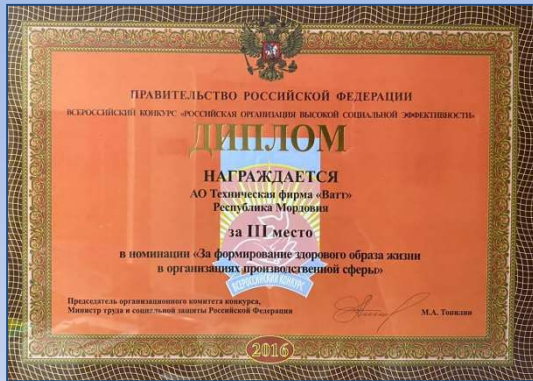 ПРАВИТЕЛЬСТВО РОССИЙСКОЙ ФЕДЕРАЦИИ
ВСЕРОССИЙСКИЙ КОНКУРС «РОССИЙСКАЯ ОРГАНИЗАЦИЯ ВЫСОКОЙ СОЦИАЛЬНОЙ ЭФФЕКТИВНОСТИ»
ДИПЛОМ
НАГРАЖДАЕТСЯ
АО Техническая фирма «Ватт»
Республика Мордовия
за III место
в номинации «За формирование здорового образа жизни
в организациях производственной сферы»
ВСЕРОССИЙСКИЙ КОНКУРС
Председатель организационного комитета конкурса,
Министр труда и социальной защиты Российской Федерации
М.А. Топилин
2016